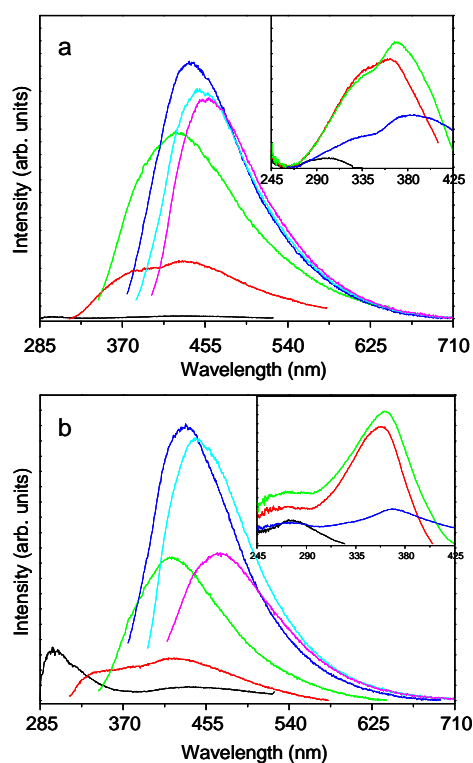 a
Intensity (arb. units)
245 290 335 380 425
285 370 455 540 625 710
Wavelength (nm)
b
Intensity (arb. units)
245 290 335 380 425
285 370 455 540 625 710
Wavelength (nm)